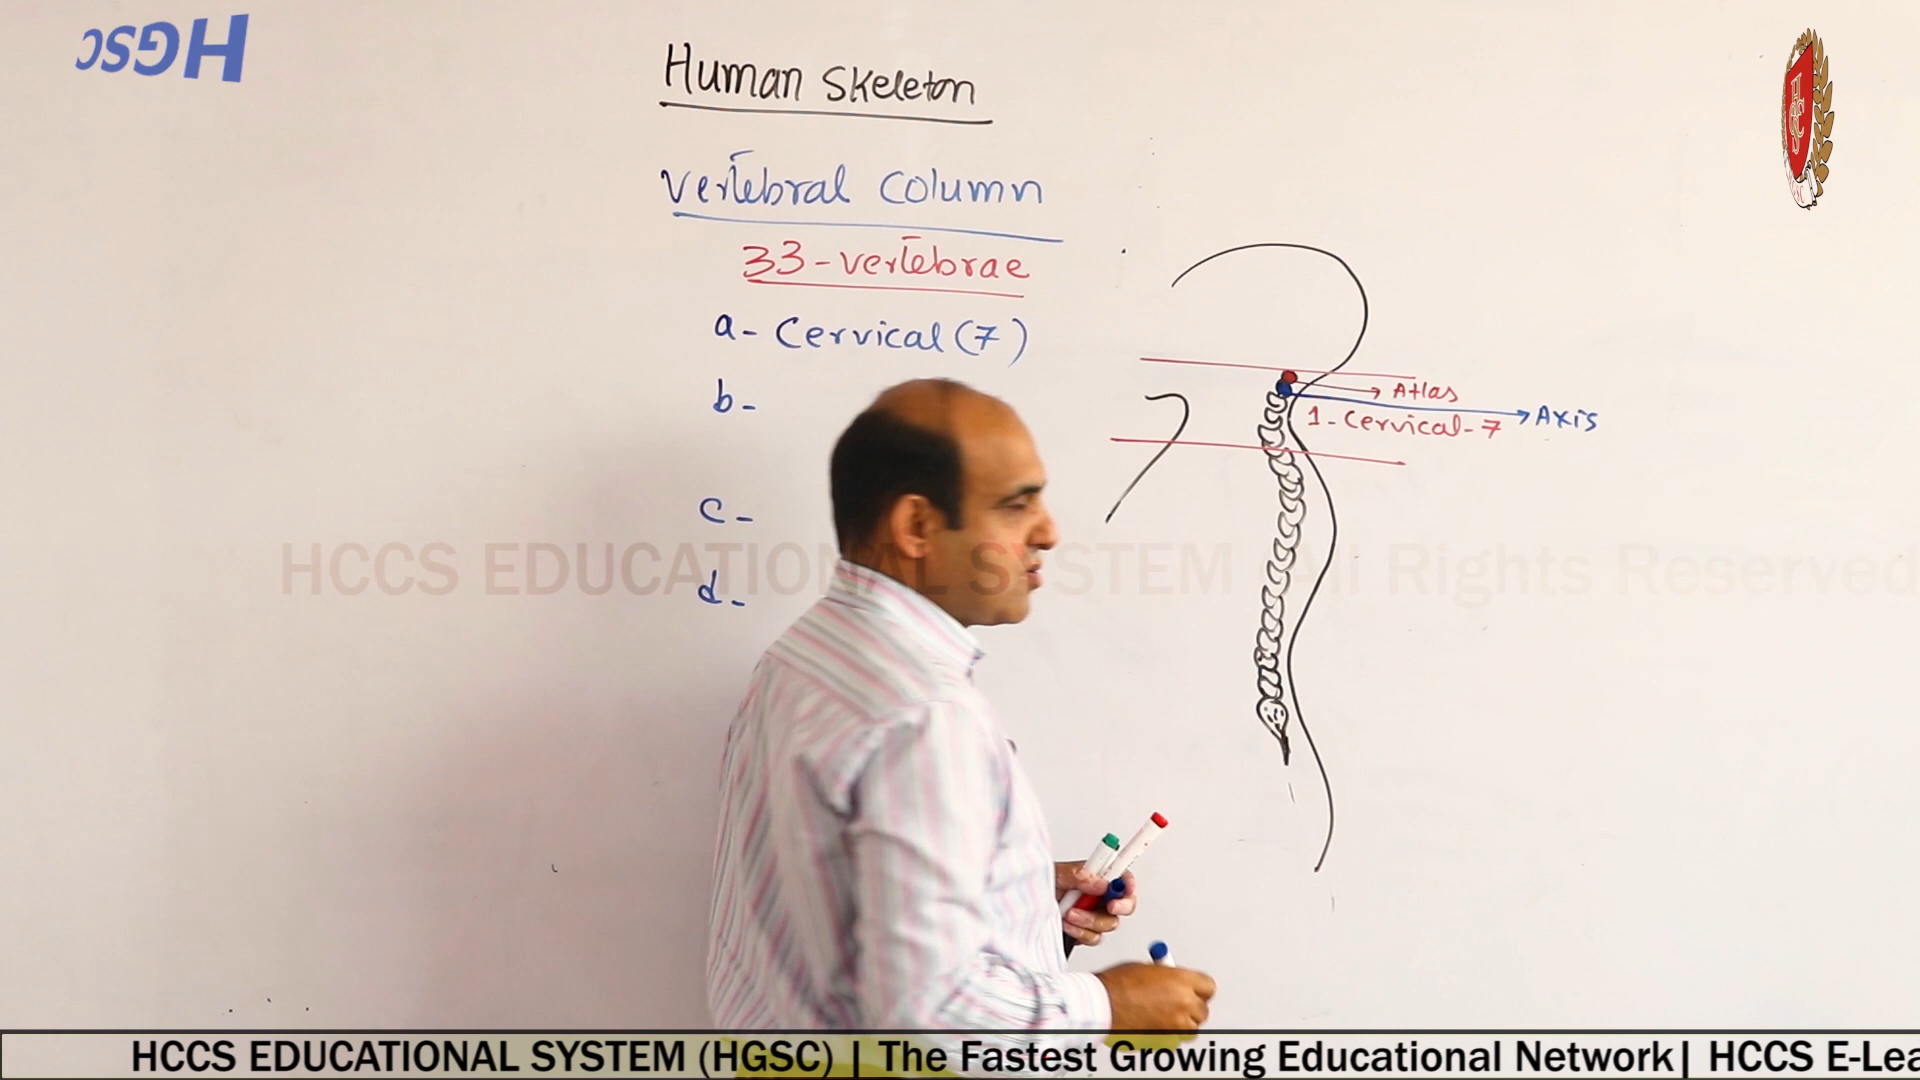 HGSC
Human Skeleton
Vertebral Column
33-vertebrae
a- Cervical (7)
b-
Atlas
Axis
1-Cervical-7
c-
HCCS EDUCATIONAL SYSTEM All Rights Reserved
d-
HCCS EDUCATIONAL SYSTEM (HGSC) | The Fastest Growing Educational Network| HCCS E-Lea